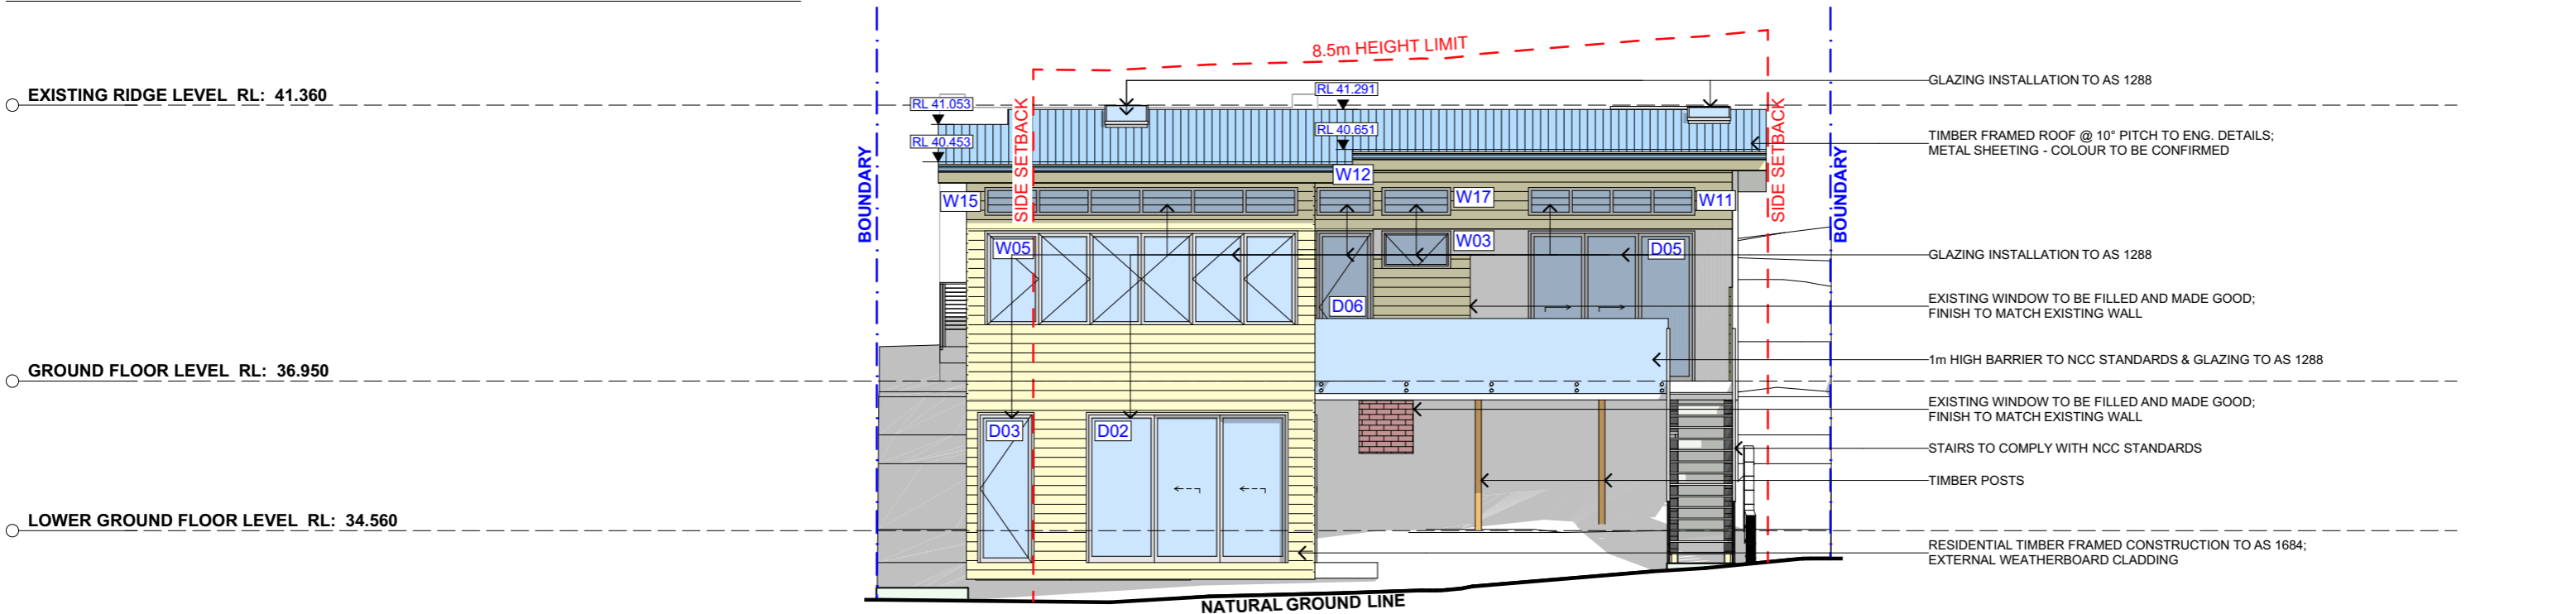 8.5m HEIGHT LIMIT
EXISTING RIDGE LEVEL RL: 41.360
RL 41.053
RL 40.453
RL 41.291
RL 40.651
GLAZING INSTALLATION TO AS 1288
TIMBER FRAMED ROOF @ 10° PITCH TO ENG. DETAILS;
METAL SHEETING - COLOUR TO BE CONFIRMED
BOUNDARY
SIDE SETBACK
SIDE SETBACK
BOUNDARY
W15
W12
W17
W11
W05
W03
D05
D06
GLAZING INSTALLATION TO AS 1288
EXISTING WINDOW TO BE FILLED AND MADE GOOD;
FINISH TO MATCH EXISTING WALL
GROUND FLOOR LEVEL RL: 36.950
1m HIGH BARRIER TO NCC STANDARDS & GLAZING TO AS 1288
EXISTING WINDOW TO BE FILLED AND MADE GOOD;
FINISH TO MATCH EXISTING WALL
D03
D02
STAIRS TO COMPLY WITH NCC STANDARDS
TIMBER POSTS
LOWER GROUND FLOOR LEVEL RL: 34.560
RESIDENTIAL TIMBER FRAMED CONSTRUCTION TO AS 1684;
EXTERNAL WEATHERBOARD CLADDING
NATURAL GROUND LINE